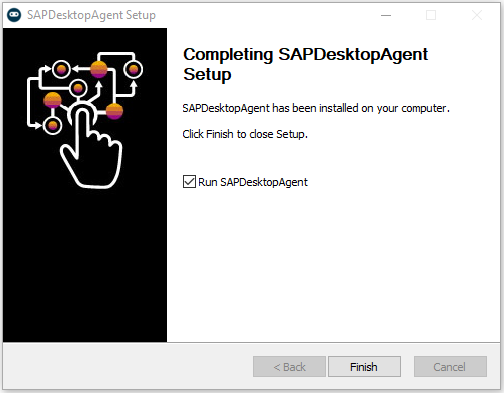 SAPDesktopAgent Setup
Completing SAPDesktopAgent
Setup
SAPDesktopAgent has been installed on your computer.
Click Finish to close Setup.
Run SAPDesktopAgent
< Back
Finish
Cancel